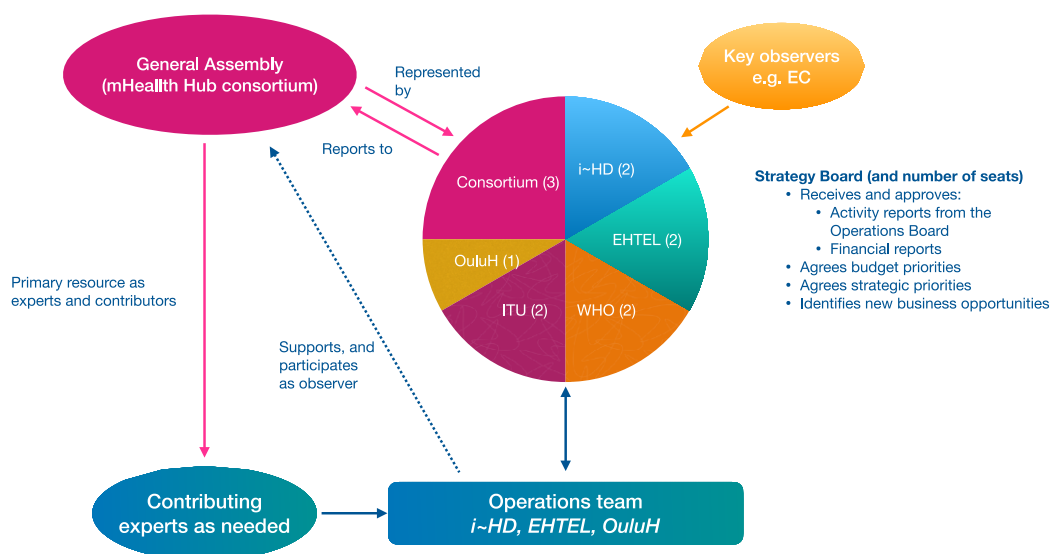 General Assembly
(mHeallth Hub consortium)
Represented
by
Reports to
Key observers
e.g. EC
Consortium (3)
i~HD (2)
EHTEL (2)
OuluH (1)
ITU (2)
WHO (2)
Strategy Board (and number of seats)
• Receives and approves:
• Activity reports from the
Operations Board
• Financial reports
• Agrees budget priorities
• Agrees strategic priorities
• Identifies new business opportunities
Primary resource as
experts and contributors
Supports, and
participates
as observer
Contributing
experts as needed
Operations team
i~HD, EHTEL, OuluH